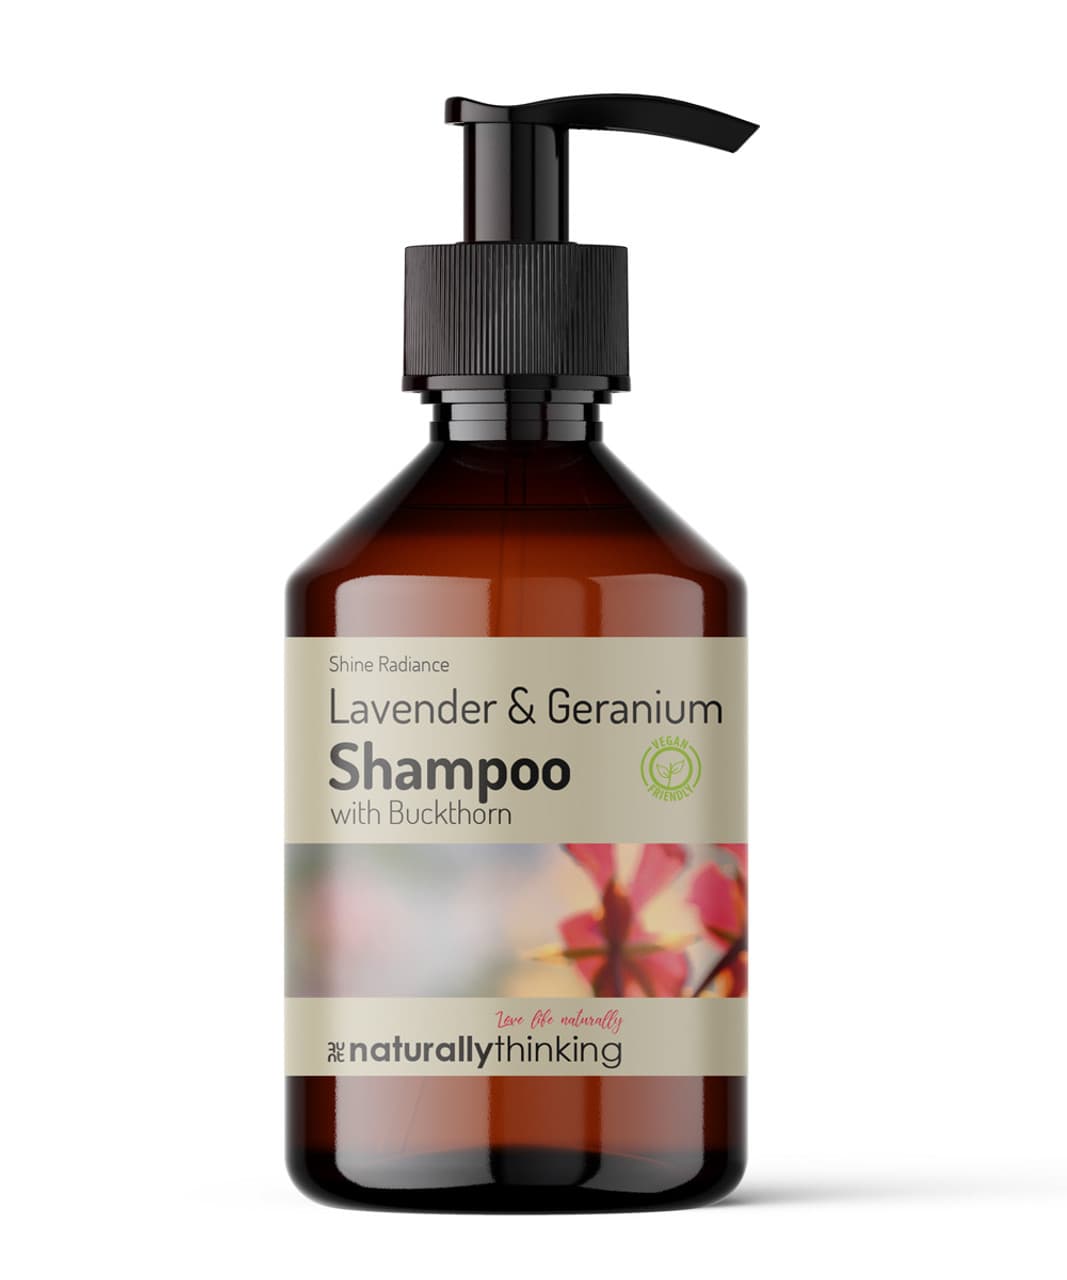 Shine Radiance
Lavender & Geranium
Shampoo
VEGAN
FRIENDLY
with Buckthorn
Love life naturally
naturallythinking